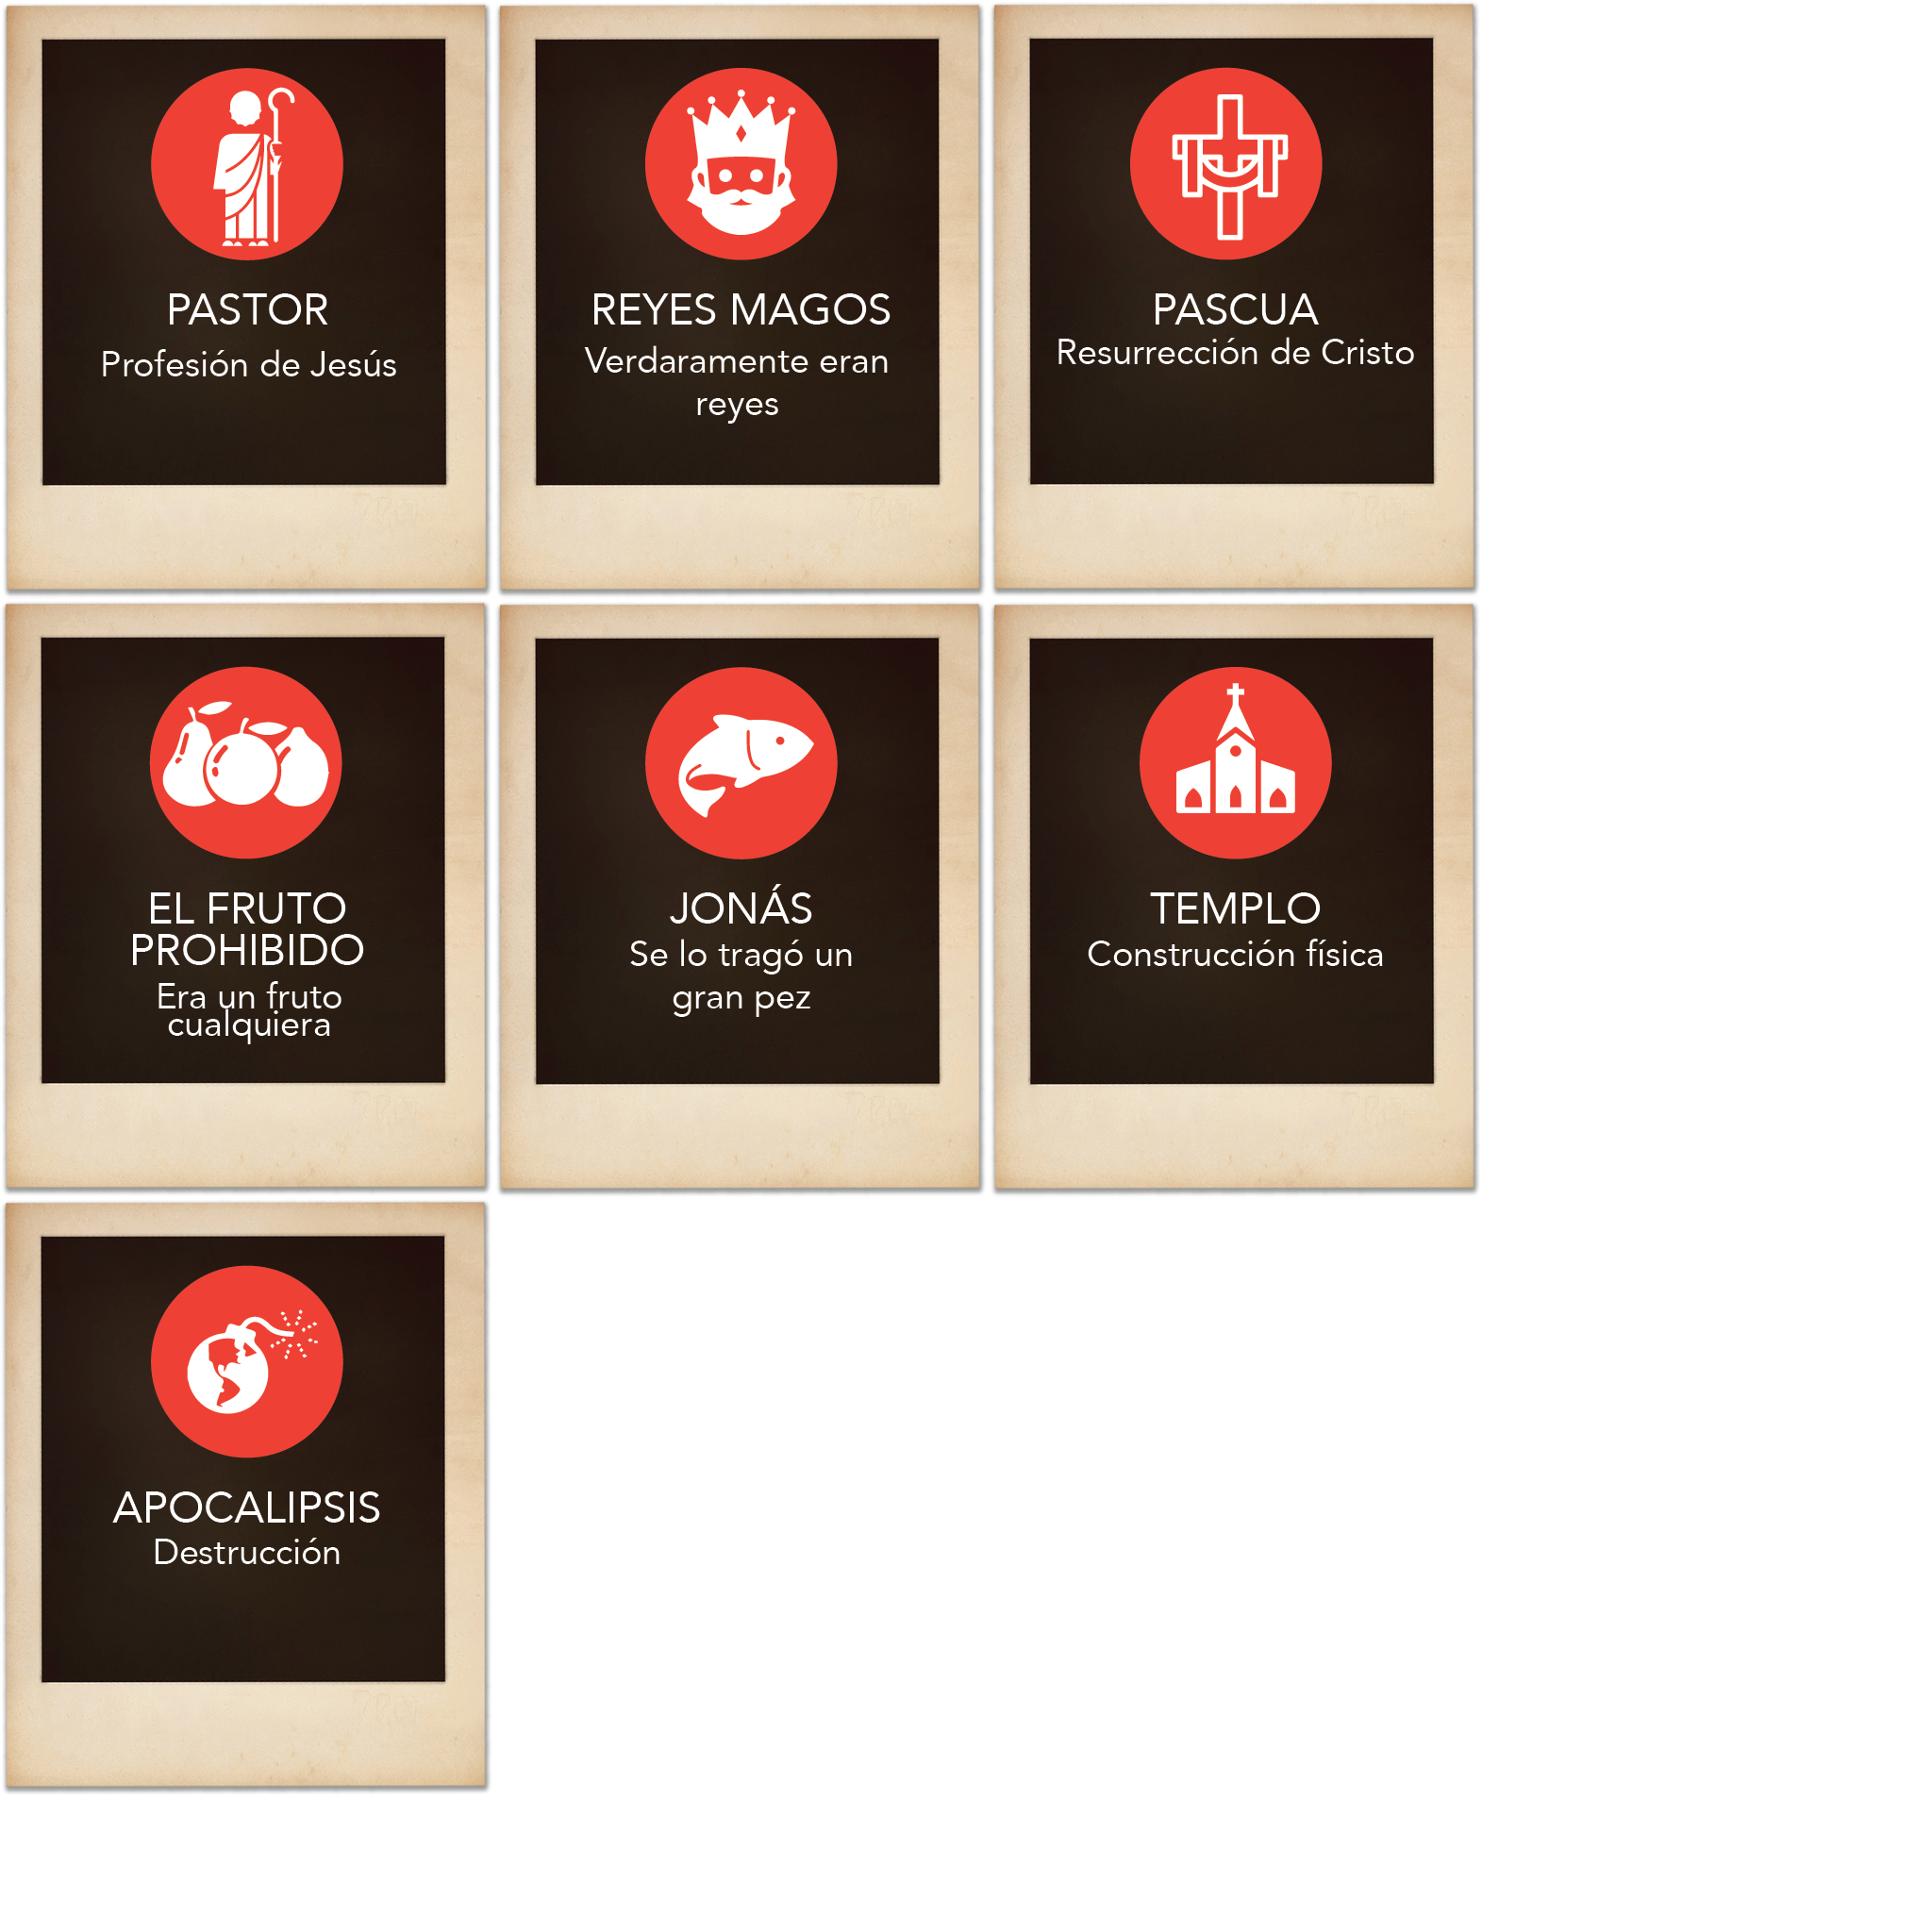 PASTOR
Profesión de Jesús
REYES MAGOS
Verdaramente eran
reyes
PASCUA
Resurrección de Cristo
EL FRUTO
PROHIBIDO
Era un fruto
cualquiera
JONÁS
Se lo tragó un
gran pez
TEMPLO
Construcción física
APOCALIPSIS
Destrucción